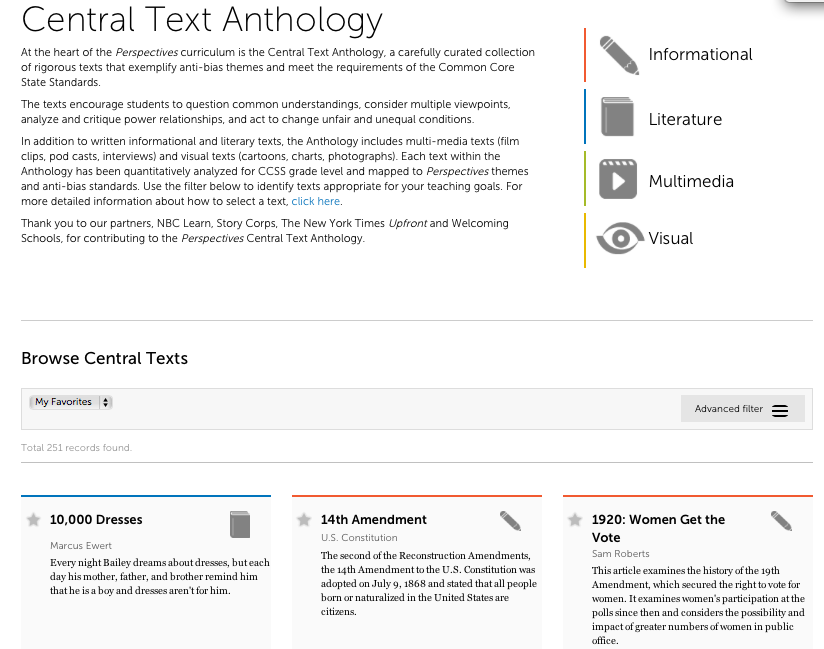 Central Text Anthology
At the heart of the Perspectives curriculum is the Central Text Anthology, a carefully curated collection
of rigorous texts that exemplify anti-bias themes and meet the requirements of the Common Core
State Standards.
The texts encourage students to question common understandings, consider multiple viewpoints,
analyze and critique power relationships, and act to change unfair and unequal conditions.
In addition to written informational and literary texts, the Anthology includes multi-media texts (film
clips, pod casts, interviews) and visual texts (cartoons, charts, photographs). Each text within the
Anthology has been quantitatively analyzed for CCSS grade level and mapped to Perspectives themes
and anti-bias standards. Use the filter below to identify texts appropriate for your teaching goals. For
more detailed information about how to select a text, click here.
Thank you to our partners, NBC Learn, Story Corps, The New York Times Upfront and Welcoming
Schools, for contributing to the Perspectives Central Text Anthology.
Informational
Literature
Multimedia
Visual
Browse Central Texts
My Favorites
Advanced filter
Total 251 records found.
10,000 Dresses
Marcus Ewert
Every night Bailey dreams about dresses, but each
day his mother, father, and brother remind him
that he is a boy and dresses aren't for him.
14th Amendment
U.S. Constitution
The second of the Reconstruction Amendments,
the 14th Amendment to the U.S. Constitution was
adopted on July 9, 1868 and stated that all people
born or naturalized in the United States are
citizens.
1920: Women Get the
Vote
Sam Roberts
This article examines the history of the 19th
Amendment, which secured the right to vote for
women. It examines women's participation at the
polls since then and considers the possibility and
impact of greater numbers of women in public
office.